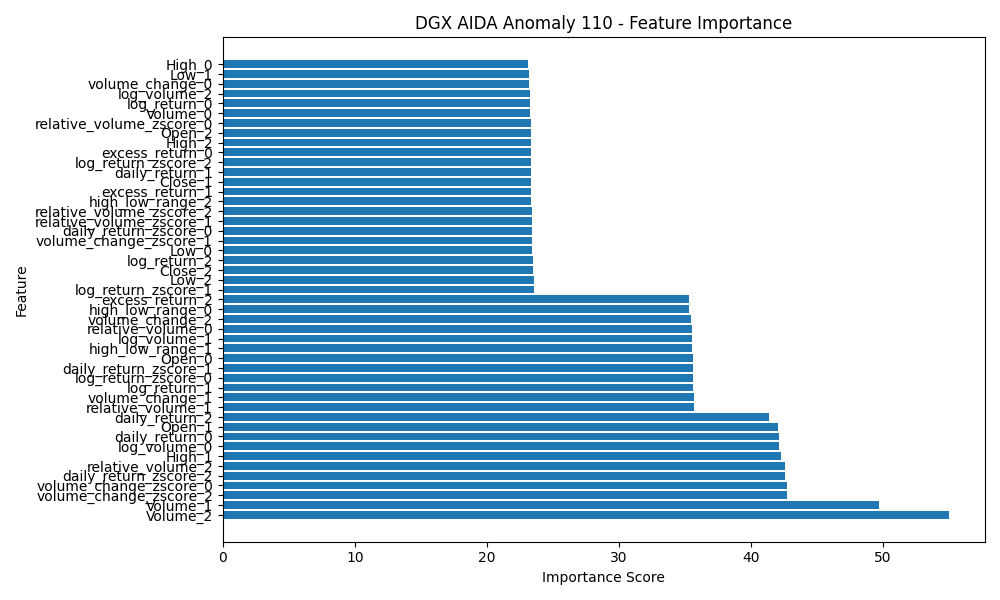 DGX AIDA Anomaly 110 - Feature Importance
High_0
Low_1
volume_change_0
log_volume_2
log_return_0
Volume_0
relative_volume_zscore_0
Open_2
High_2
excess_return_0
log_return_zscore_2
daily_return_1
Close_1
excess_return_1
high_low_range_2
relative_volume_zscore_2
relative_volume_zscore_1
daily_return_zscore_0
volume_change_zscore_1
Low_0
log_return_2
Close_2
Low_2
log_return_zscore_1
excess_return_2
high_low_range_0
volume_change_2
relative_volume_0
log_volume_1
high_low_range_1
Open_0
daily_return_zscore_1
log_return_zscore_0
log_return_1
volume_change_1
relative_volume_1
daily_return_2
Open_1
daily_return_0
log_volume_0
High_1
relative_volume_2
daily_return_zscore_2
volume_change_zscore_0
volume_change_zscore_2
Volume_1
Volume_2
Feature
0 10 20 30 40 50
Importance Score